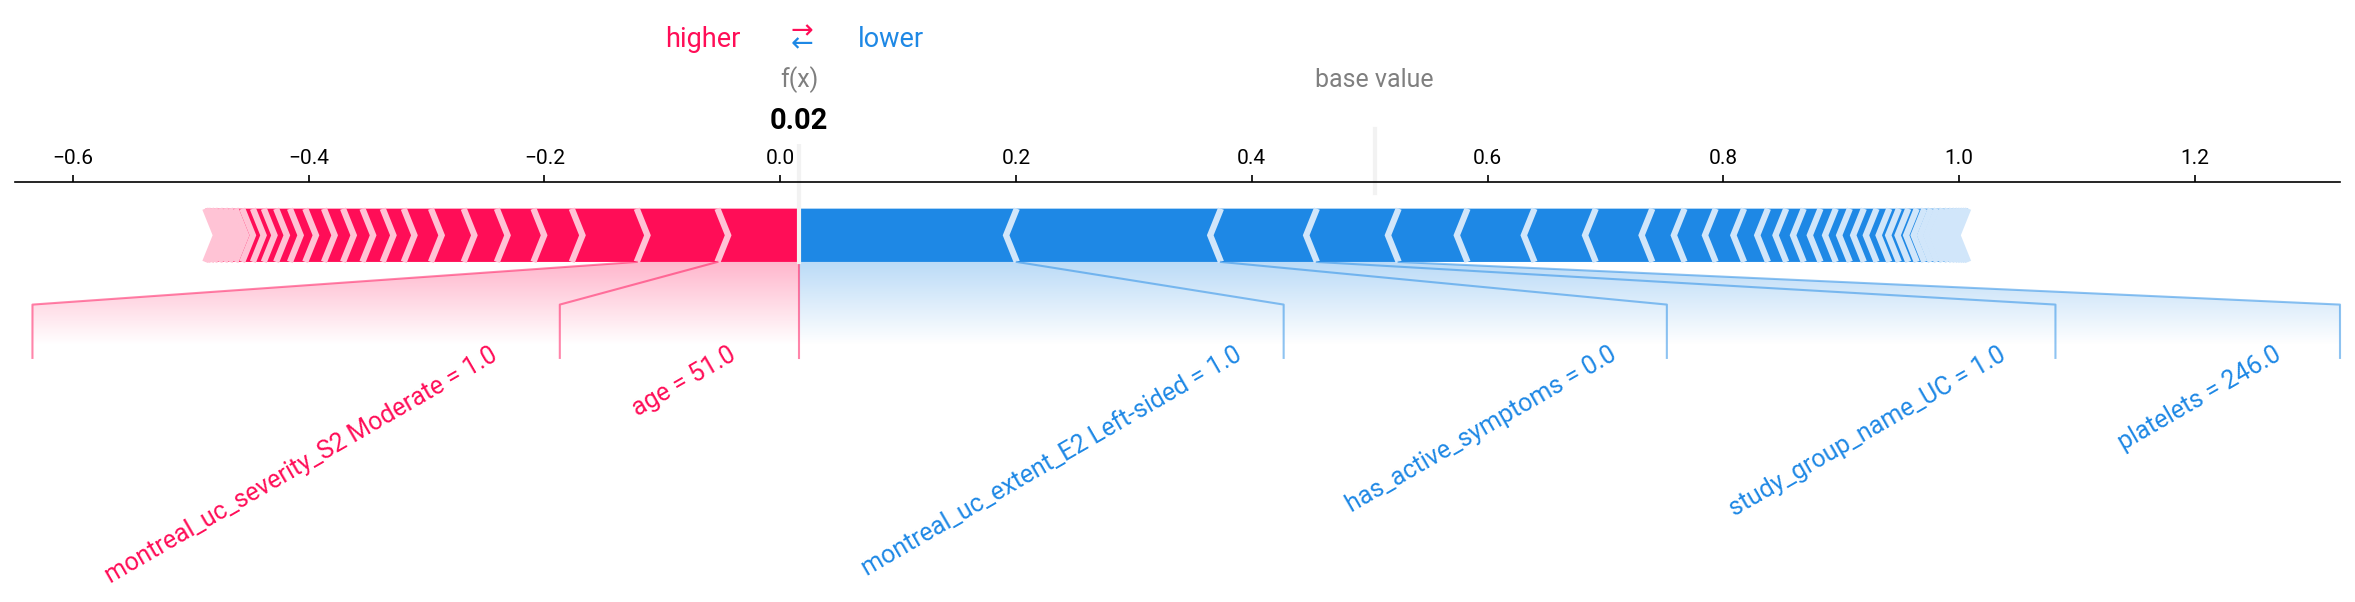 higher ⇄ lower
f(x) base value
0.02
−0.6 −0.4 −0.2 0.0 0.2 0.4 0.6 0.8 1.0 1.2
montreal_uc_severity_S2 Moderate = 1.0
age = 51.0
montreal_uc_extent_E2 Left-sided = 1.0
has_active_symptoms = 0.0
study_group_name_UC = 1.0
platelets = 246.0